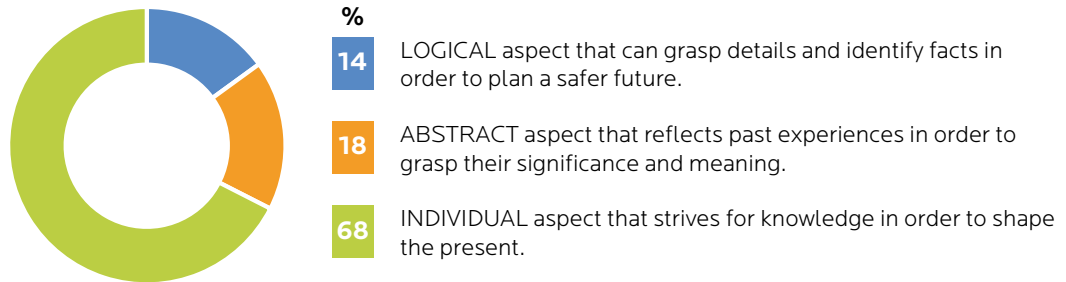 %
14 LOGICAL aspect that can grasp details and identify facts in
order to plan a safer future.
18 ABSTRACT aspect that reflects past experiences in order to
grasp their significance and meaning.
68 INDIVIDUAL aspect that strives for knowledge in order to shape
the present.